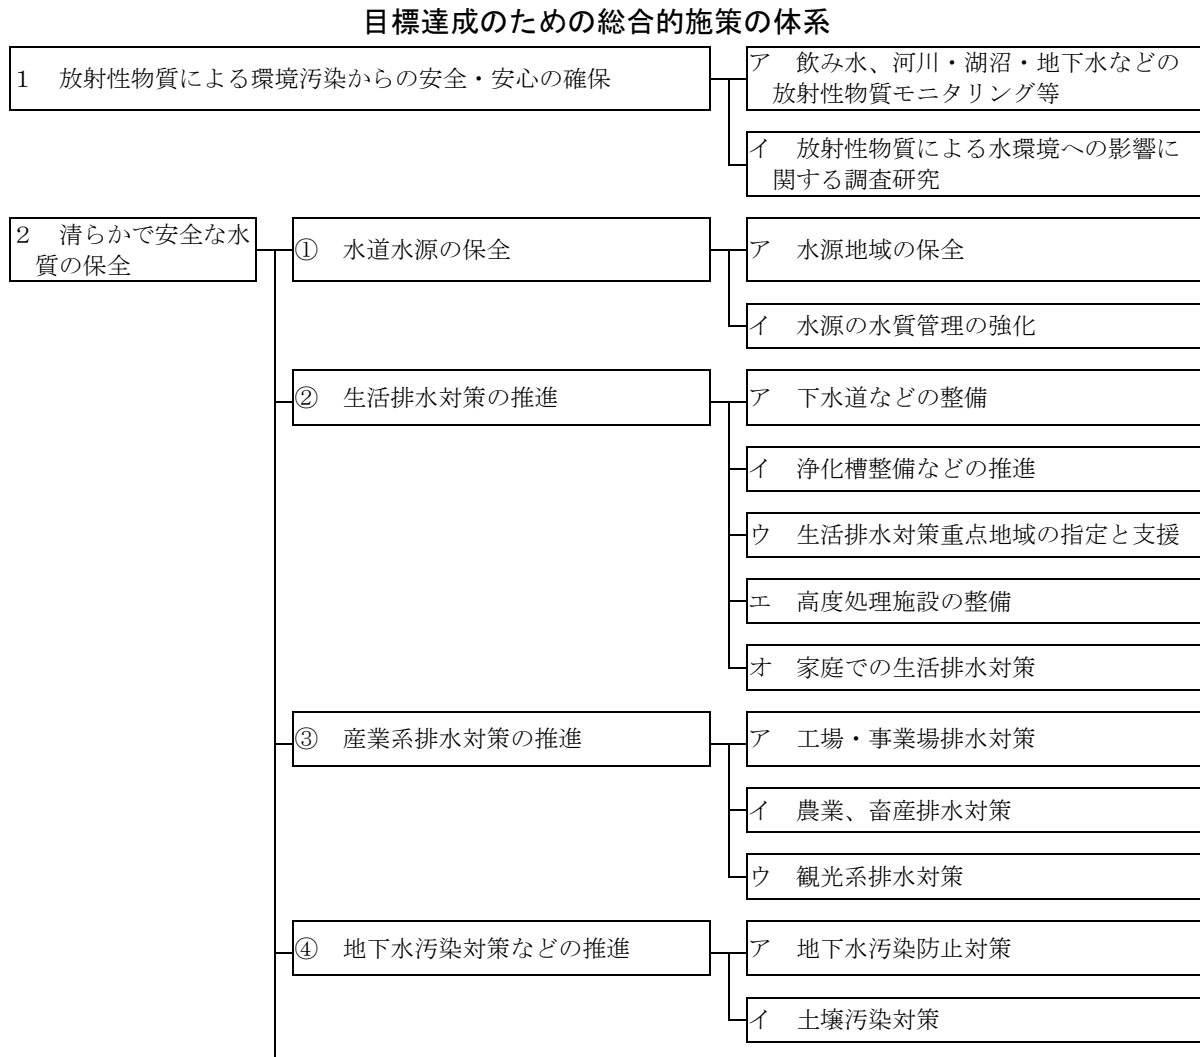 目標達成のための総合的施策の体系
1 放射性物質による環境汚染からの安全・安心の確保
ア 飲み水、河川・湖沼・地下水などの
放射性物質モニタリング等
イ 放射性物質による水環境への影響に
関する調査研究
2 清らかで安全な水
質の保全
① 水道水源の保全
ア 水源地域の保全
イ 水源の水質管理の強化
② 生活排水対策の推進
ア 下水道などの整備
イ 浄化槽整備などの推進
ウ 生活排水対策重点地域の指定と支援
エ 高度処理施設の整備
オ 家庭での生活排水対策
③ 産業系排水対策の推進
ア 工場・事業場排水対策
イ 農業、畜産排水対策
ウ 観光系排水対策
④ 地下水汚染対策などの推進
ア 地下水汚染防止対策
イ 土壌汚染対策